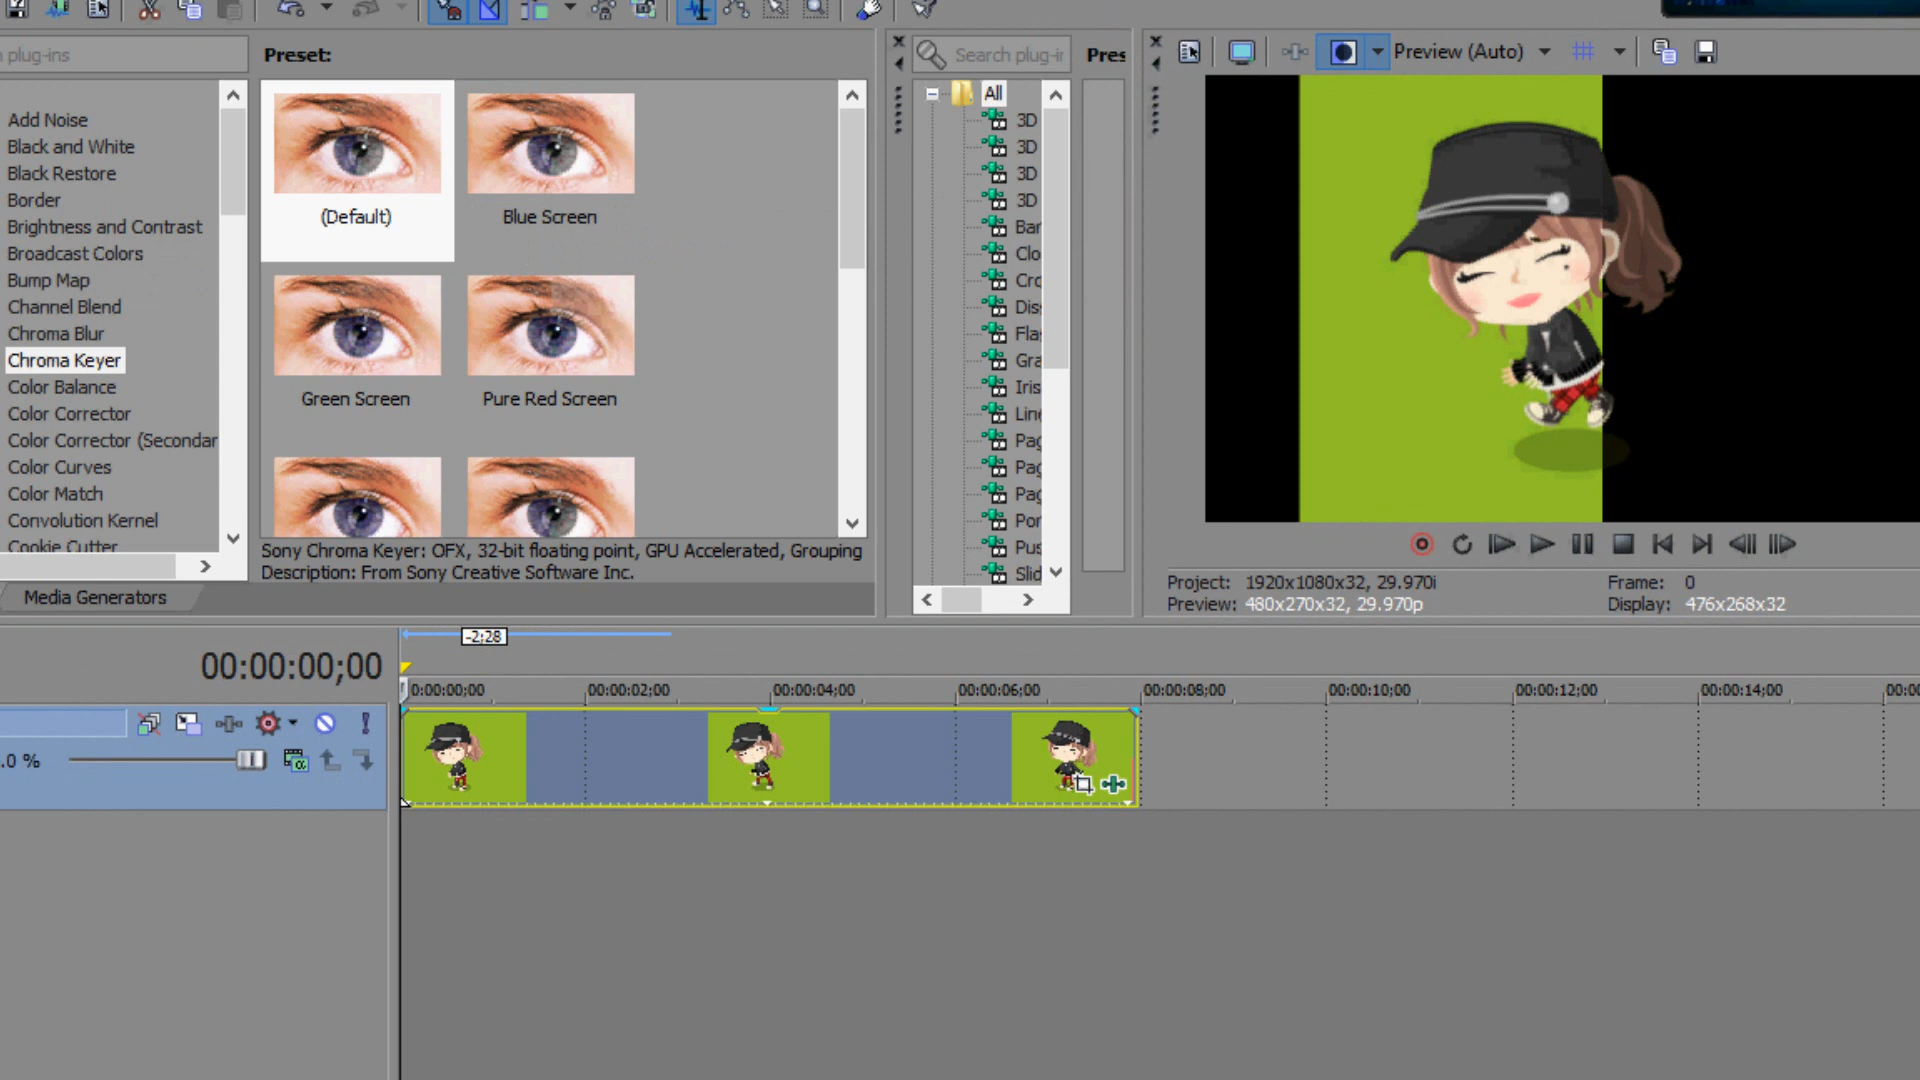 plug-ins
Add Noise
Black and White
Black Restore
Border
Brightness and Contrast
Broadcast Colors
Bump Map
Channel Blend
Chroma Blur
Chroma Keyer
Color Balance
Color Corrector
Color Corrector (Secondar
Color Curves
Color Match
Convolution Kernel
Cookie Cutter
Media Generators
Preset:
(Default)
Blue Screen
Green Screen
Pure Red Screen
Sony Chroma Keyer: OFX, 32-bit floating point, GPU Accelerated, Grouping
Description: From Sony Creative Software Inc.
Search plug-i
Pres
All
3D
3D
3D
3D
Bar
Clo
Cro
Dis
Fla
Gra
Iris
Line
Pag
Pag
Pag
Por
Pus
Slid
Preview (Auto)
Project: 1920x1080x32, 29.970i
Preview: 480x270x32, 29.970p
Frame: 0
Display: 476x268x32
-2;28
00:00:00;00
0:00:00;00
00:00:02;00
00:00:04;00
00:00:06;00
00:00:08;00
00:00:10;00
00:00:12;00
00:00:14;00
00:0
.0 %